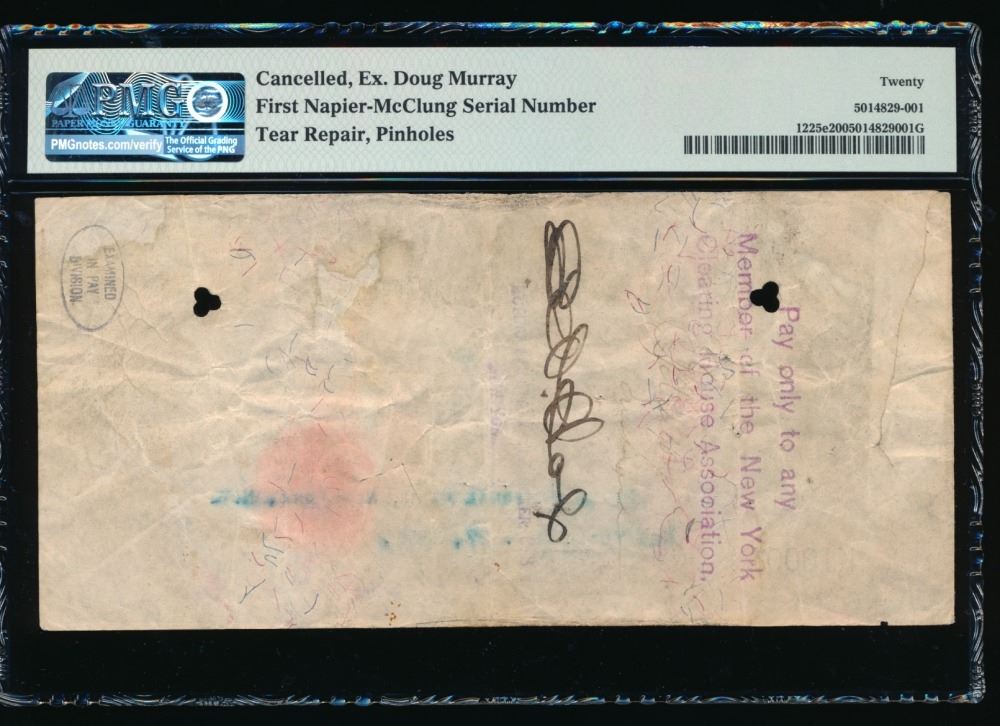 PMG
PAPER MONEY GUARANTY
PMGnotes.com/verify
The Official Grading
Service of the PNG
Cancelled, Ex. Doug Murray
First Napier-McClung Serial Number
Tear Repair, Pinholes
Twenty
5014829-001
1225e2005014829001G
EXAMINED
IN PAY
DIVISION
Pay only to any
Member of the New York
Clearing House Association.